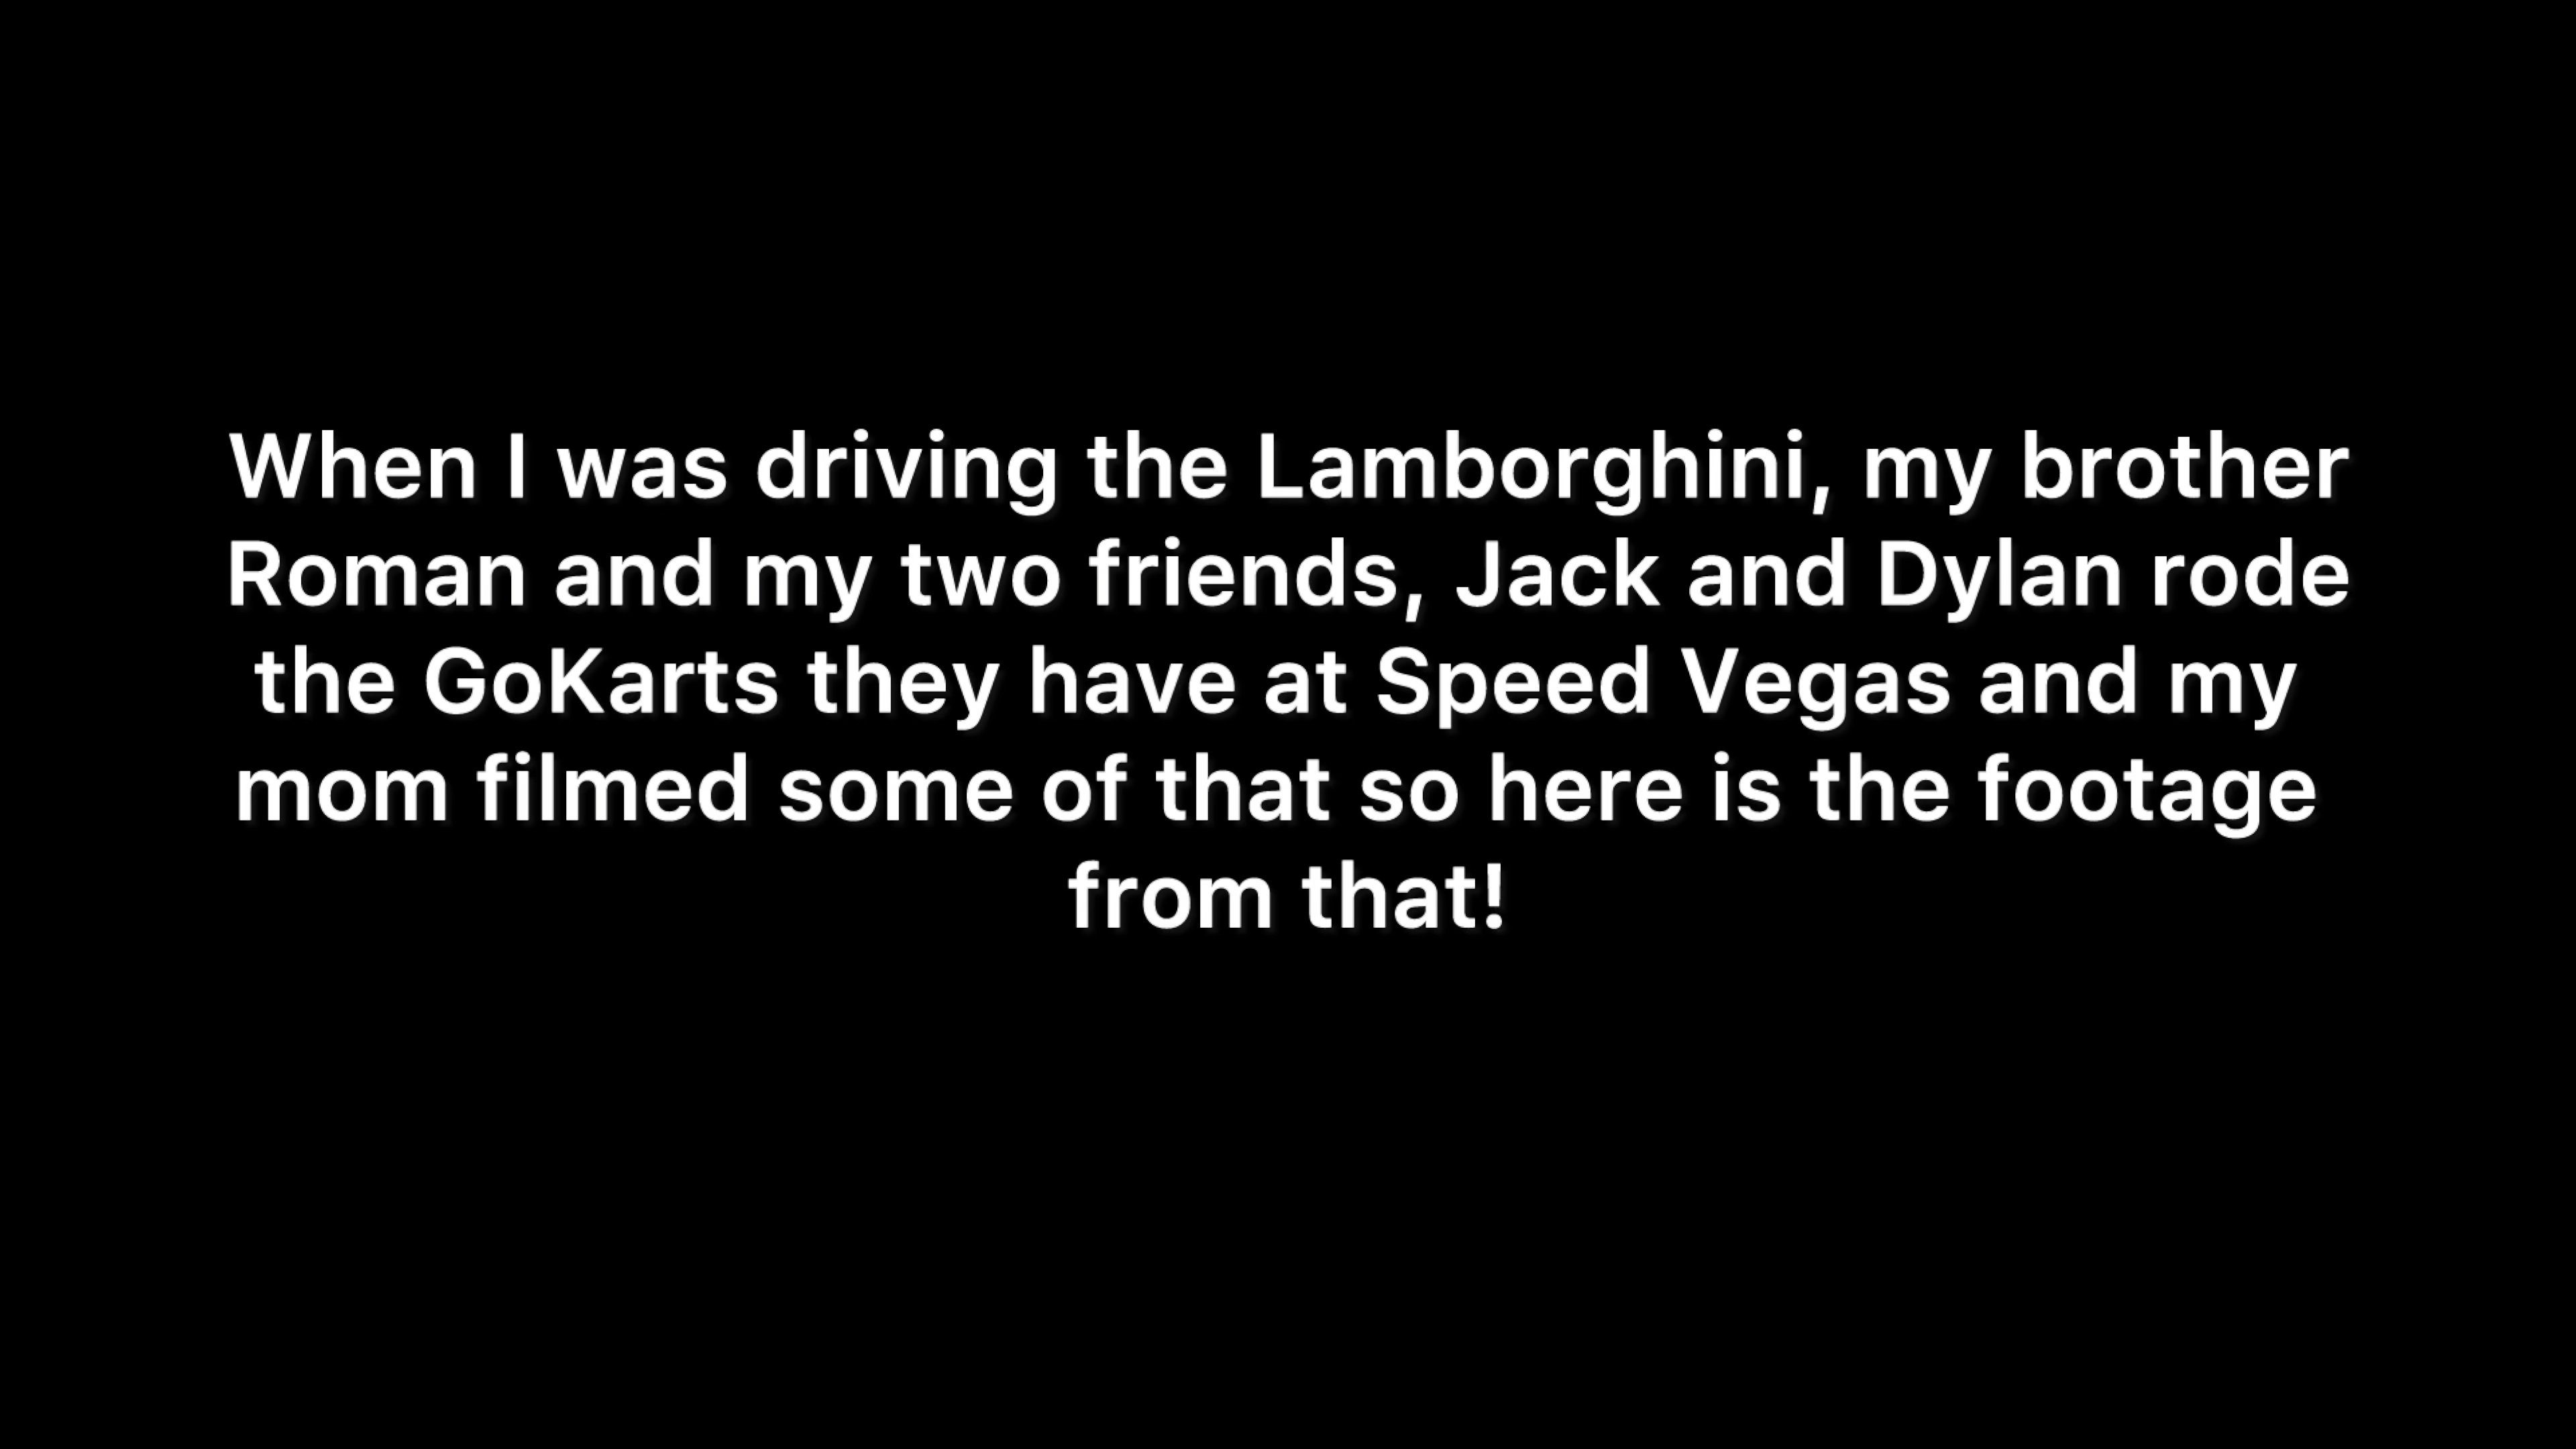 When I was driving the Lamborghini, my brother
Roman and my two friends, Jack and Dylan rode
the GoKarts they have at Speed Vegas and my
mom filmed some of that so here is the footage
from that!